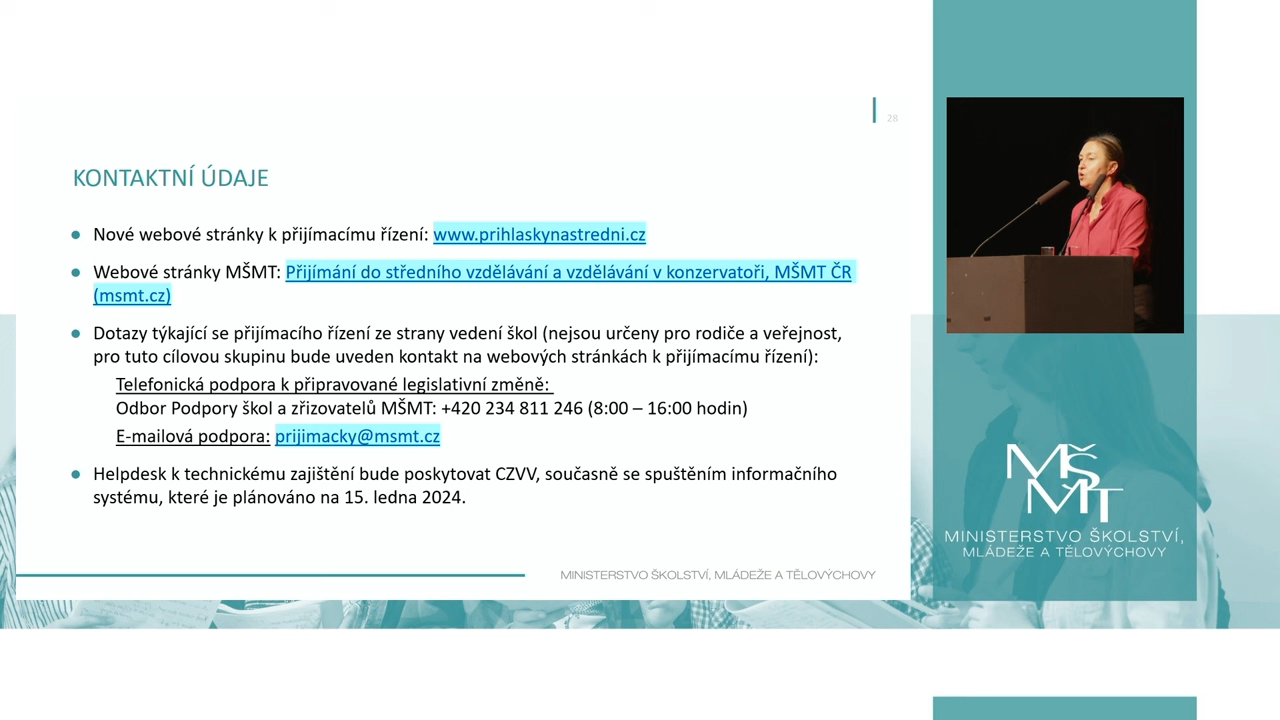 28
KONTAKTNÍ ÚDAJE
● Nové webové stránky k přijímacímu řízení: www.prihlaskynastredni.cz
● Webové stránky MŠMT: Přijímání do středního vzdělávání a vzdělávání v konzervatoři, MŠMT ČR
(msmt.cz)
● Dotazy týkající se přijímacího řízení ze strany vedení škol (nejsou určeny pro rodiče a veřejnost,
pro tuto cílovou skupinu bude uveden kontakt na webových stránkách k přijímacímu řízení):
Telefonická podpora k připravované legislativní změně:
Odbor Podpory škol a zřizovatelů MŠMT: +420 234 811 246 (8:00 – 16:00 hodin)
E-mailová podpora: prijimacky@msmt.cz
● Helpdesk k technickému zajištění bude poskytovat CZVV, současně se spuštěním informačního
systému, které je plánováno na 15. ledna 2024.
MINISTERSTVO ŠKOLSTVÍ, MLÁDEŽE A TĚLOVÝCHOVY
MŠ
MT
MINISTERSTVO ŠKOLSTVÍ,
MLÁDEŽE A TĚLOVÝCHOVY